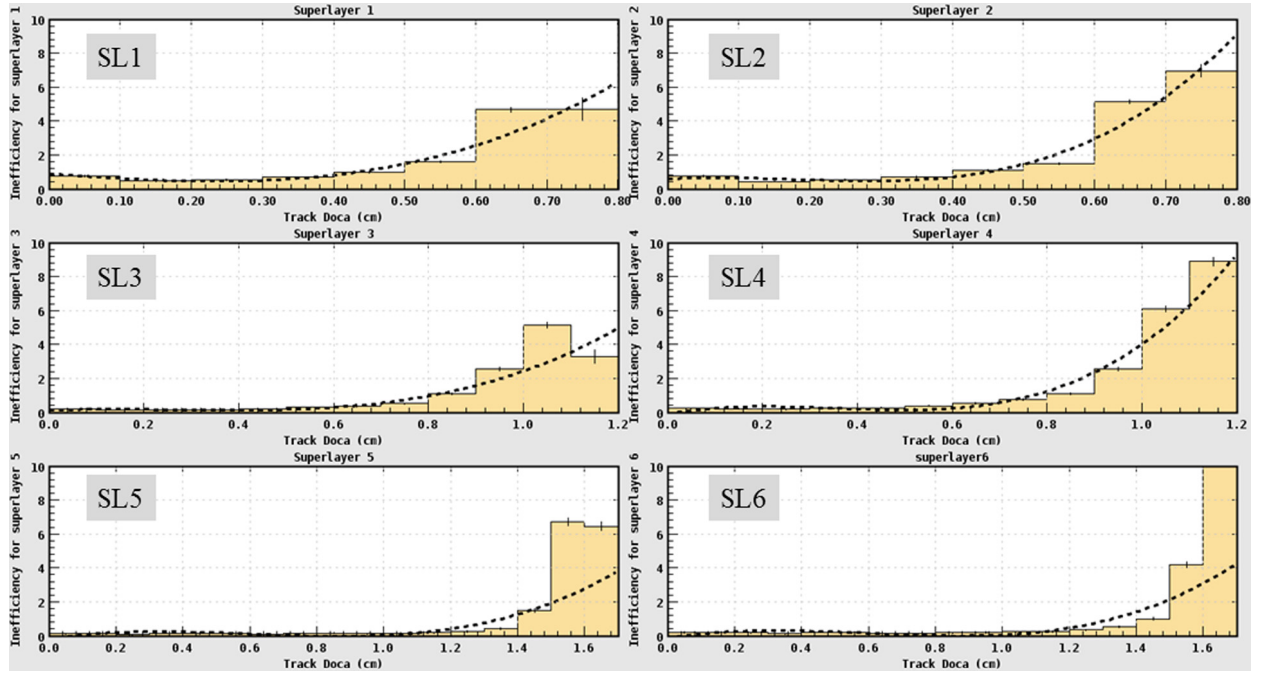 Superlayer 1
Inefficiency for superlayer 1
SL1
10
8
6
4
2
0
0.00 0.10 0.20 0.30 0.40 0.50 0.60 0.70 0.80
Track Doca (cm)
Superlayer 2
Inefficiency for superlayer 2
SL2
10
8
6
4
2
0
0.00 0.10 0.20 0.30 0.40 0.50 0.60 0.70 0.80
Track Doca (cm)
Superlayer 3
Inefficiency for superlayer 3
SL3
10
8
6
4
2
0
0.0 0.2 0.4 0.6 0.8 1.0 1.2
Track Doca (cm)
Superlayer 4
Inefficiency for superlayer 4
SL4
10
8
6
4
2
0
0.0 0.2 0.4 0.6 0.8 1.0 1.2
Track Doca (cm)
Superlayer 5
Inefficiency for superlayer 5
SL5
10
8
6
4
2
0
0.0 0.2 0.4 0.6 0.8 1.0 1.2 1.4 1.6
Track Doca (cm)
superlayer6
Inefficiency for superlayer 6
SL6
10
8
6
4
2
0
0.0 0.2 0.4 0.6 0.8 1.0 1.2 1.4 1.6
Track Doca (cm)